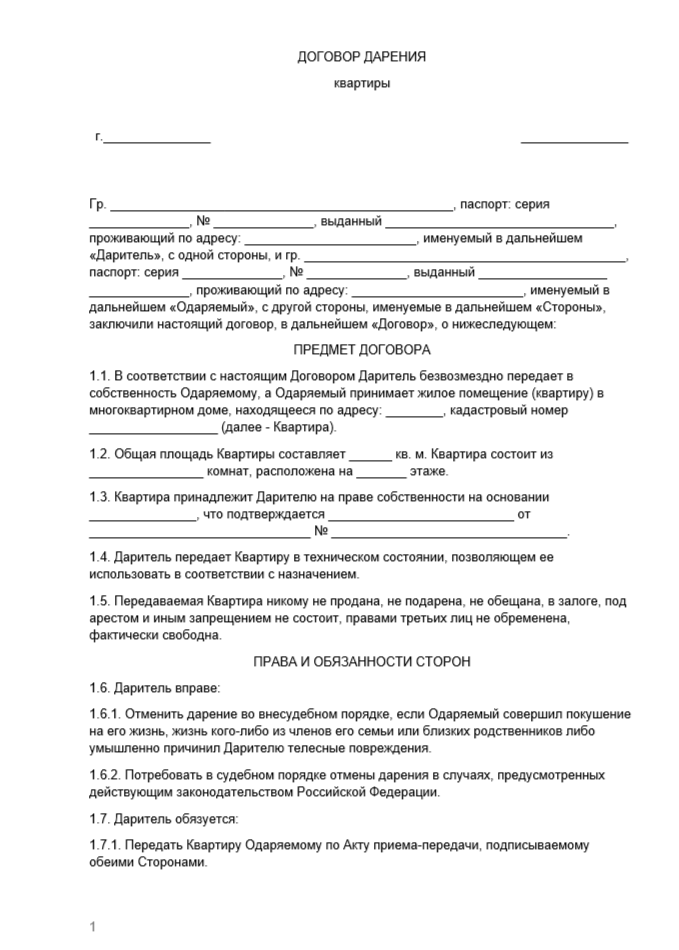 ДОГОВОР ДАРЕНИЯ
квартиры
г._______________ _______________
Гр. ________________________________________________, паспорт: серия
______________, № ______________, выданный ________________________________,
проживающий по адресу: ________________________, именуемый в дальнейшем
«Даритель», с одной стороны, и гр. _____________________________________________,
паспорт: серия ______________, № ______________, выданный __________________
______________, проживающий по адресу: ________________________, именуемый в
дальнейшем «Одаряемый», с другой стороны, именуемые в дальнейшем «Стороны»,
заключили настоящий договор, в дальнейшем «Договор», о нижеследующем:
ПРЕДМЕТ ДОГОВОРА
1.1. В соответствии с настоящим Договором Даритель безвозмездно передает в
собственность Одаряемому, а Одаряемый принимает жилое помещение (квартиру) в
многоквартирном доме, находящееся по адресу: ________, кадастровый номер
__________________ (далее - Квартира).
1.2. Общая площадь Квартиры составляет ______ кв. м. Квартира состоит из
________________ комнат, расположена на _______ этаже.
1.3. Квартира принадлежит Дарителю на праве собственности на основании
_______________, что подтверждается __________________________ от
_______________________________ № _________________________________.
1.4. Даритель передает Квартиру в техническом состоянии, позволяющем ее
использовать в соответствии с назначением.
1.5. Передаваемая Квартира никому не продана, не подарена, не обещана, в залоге, под
арестом и иным запрещением не состоит, правами третьих лиц не обременена,
фактически свободна.
ПРАВА И ОБЯЗАННОСТИ СТОРОН
1.6. Даритель вправе:
1.6.1. Отменить дарение во внесудебном порядке, если Одаряемый совершил покушение
на его жизнь, жизнь кого-либо из членов его семьи или близких родственников либо
умышленно причинил Дарителю телесные повреждения.
1.6.2. Потребовать в судебном порядке отмены дарения в случаях, предусмотренных
действующим законодательством Российской Федерации.
1.7. Даритель обязуется:
1.7.1. Передать Квартиру Одаряемому по Акту приема-передачи, подписываемому
обеими Сторонами.
1